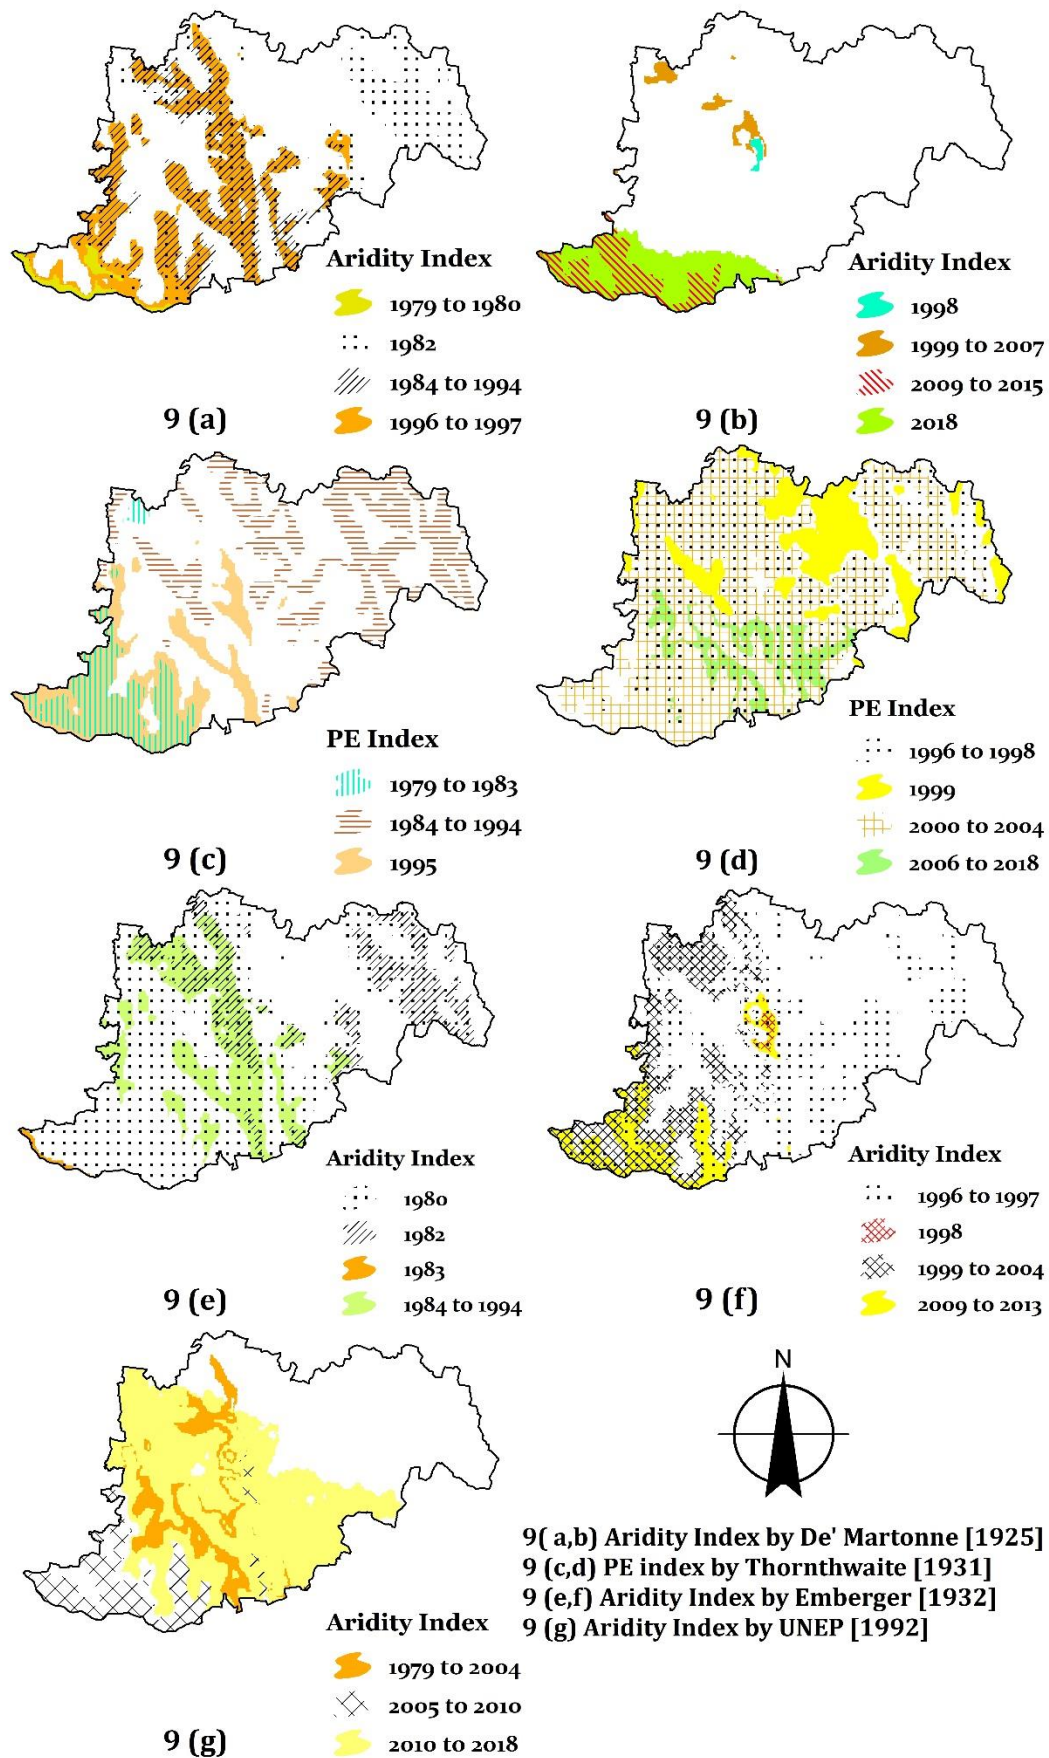 Aridity Index
1979 to 1980
1982
1984 to 1994
1996 to 1997
9 (a)
Aridity Index
1998
1999 to 2007
2009 to 2015
2018
9 (b)
PE Index
1979 to 1983
1984 to 1994
1995
9 (c)
PE Index
1996 to 1998
1999
2000 to 2004
2006 to 2018
9 (d)
Aridity Index
1980
1982
1983
1984 to 1994
9 (e)
Aridity Index
1996 to 1997
1998
1999 to 2004
2009 to 2013
9 (f)
Aridity Index
1979 to 2004
2005 to 2010
2010 to 2018
9 (g)
N
9( a,b) Aridity Index by De' Martonne [1925]
9 (c,d) PE index by Thornthwaite [1931]
9 (e,f) Aridity Index by Emberger [1932]
9 (g) Aridity Index by UNEP [1992]